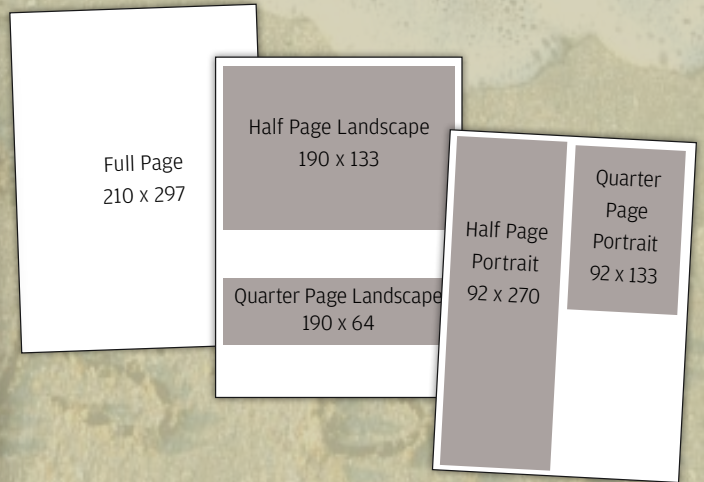 Full Page
210 x 297
Half Page Landscape
190 x 133
Quarter Page Landscape
190 x 64
Half Page
Portrait
92 x 270
Quarter
Page
Portrait
92 x 133